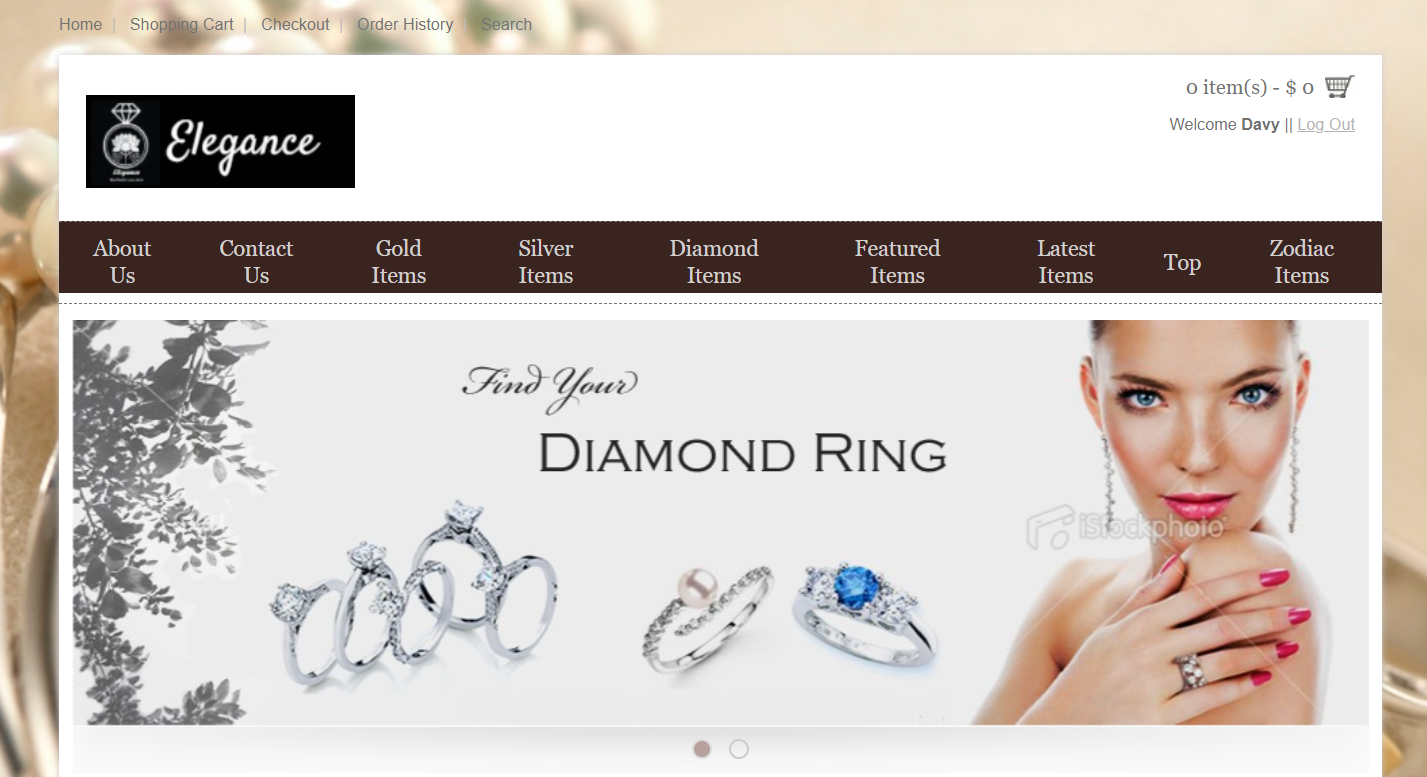 Home | Shopping Cart | Checkout | Order History | Search
0 item(s) - $ 0
Welcome Davy || Log Out
Elegance
Elegance
About Us
Contact Us
Gold Items
Silver Items
Diamond Items
Featured Items
Latest Items
Top
Zodiac Items
Find Your
DIAMOND RING
iStockphoto